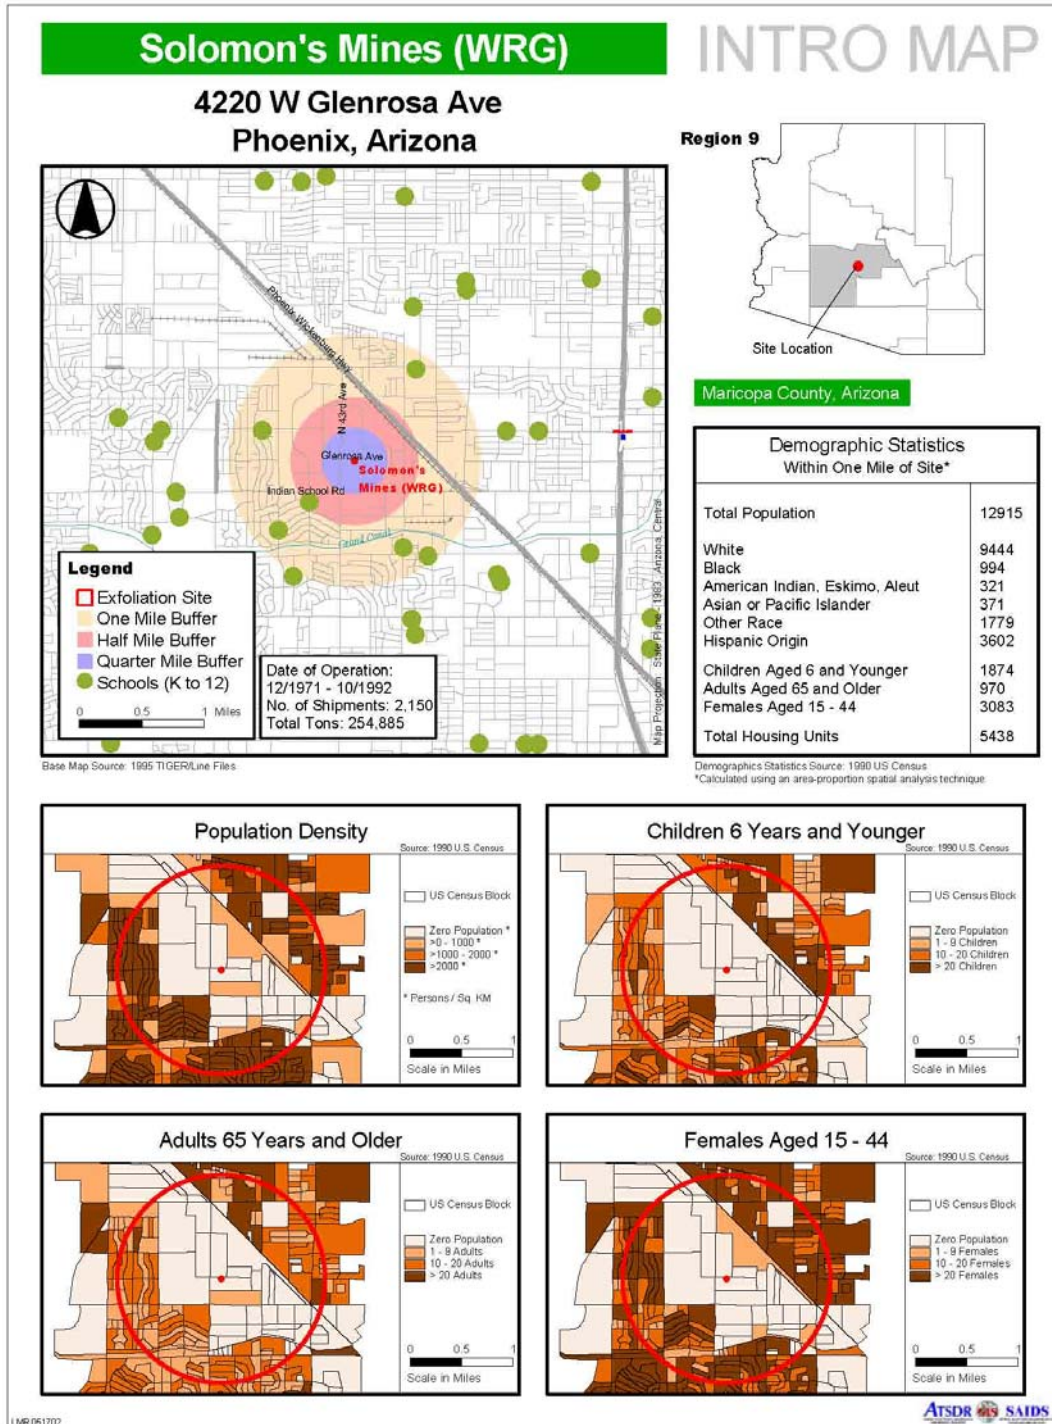 Solomon's Mines (WRG)
INTRO MAP
4220 W Glenrosa Ave
Phoenix, Arizona
Region 9
Site Location
Phoenix-Wickenburg Hwy
N 43rd Ave
Glenrosa Ave
Solomon's
Mines (WRG)
Indian School Rd
Grand Canal
Map Projection: State Plane - 1983, Arizona, Central
Legend
Exfoliation Site
One Mile Buffer
Half Mile Buffer
Quarter Mile Buffer
Schools (K to 12)
0 0.5 1 Miles
Date of Operation:
12/1971 - 10/1992
No. of Shipments: 2,150
Total Tons: 254,885
Base Map Source: 1995 TIGER/Line Files
Maricopa County, Arizona
Demographic Statistics
Within One Mile of Site*
Total Population 12915
White 9444
Black 994
American Indian, Eskimo, Aleut 321
Asian or Pacific Islander 371
Other Race 1779
Hispanic Origin 3602
Children Aged 6 and Younger 1874
Adults Aged 65 and Older 970
Females Aged 15 - 44 3083
Total Housing Units 5438
Demographics Statistics Source: 1990 US Census
*Calculated using an area-proportion spatial analysis technique
Population Density
Source: 1990 U.S. Census
US Census Block
Zero Population *
>0 - 1000 *
>1000 - 2000 *
>2000 *
* Persons / Sq. KM
0 0.5 1
Scale in Miles
Children 6 Years and Younger
Source: 1990 U.S. Census
US Census Block
Zero Population
1 - 9 Children
10 - 20 Children
> 20 Children
0 0.5 1
Scale in Miles
Adults 65 Years and Older
Source: 1990 U.S. Census
US Census Block
Zero Population
1 - 9 Adults
10 - 20 Adults
> 20 Adults
0 0.5 1
Scale in Miles
Females Aged 15 - 44
Source: 1990 U.S. Census
US Census Block
Zero Population
1 - 9 Females
10 - 20 Females
> 20 Females
0 0.5 1
Scale in Miles
LMR 061702
ATSDR GIS SAIDS